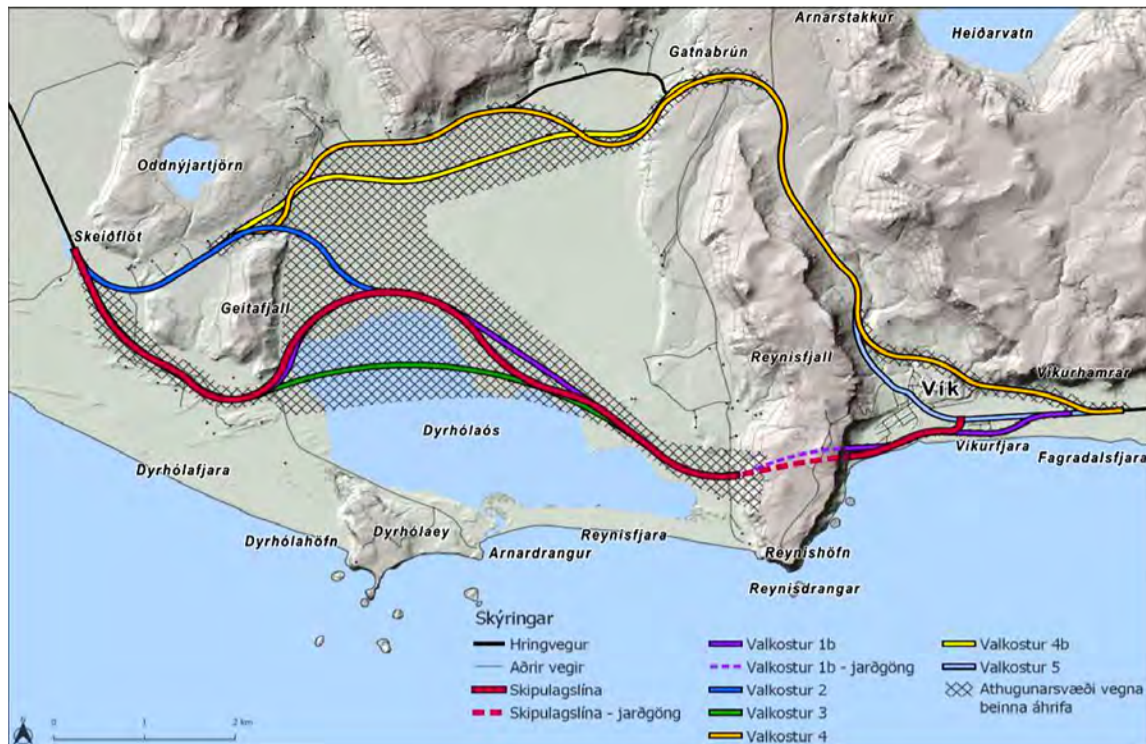 Arnarstakkur
Heiðarvatn
Gatnabrún
Oddnýjartjörn
Skeiðflöt
Geitafjall
Reynisfjall
Víkurhamrar
Vík
Dyrhólaós
Víkurfjara
Fagradalsfjara
Dyrhólafjara
Dyrhólaey
Dyrhólahöfn
Arnardrangur
Reynisfjara
Reynishöfn
Reynisdrangar
Skýringar
Hringvegur
Aðrir vegir
Skipulagslína
Skipulagslína - jarðgöng
Valkostur 1b
Valkostur 1b - jarðgöng
Valkostur 2
Valkostur 3
Valkostur 4
Valkostur 4b
Valkostur 5
Athugunarsvæði vegna
beinna áhrifa
0 1 2 km